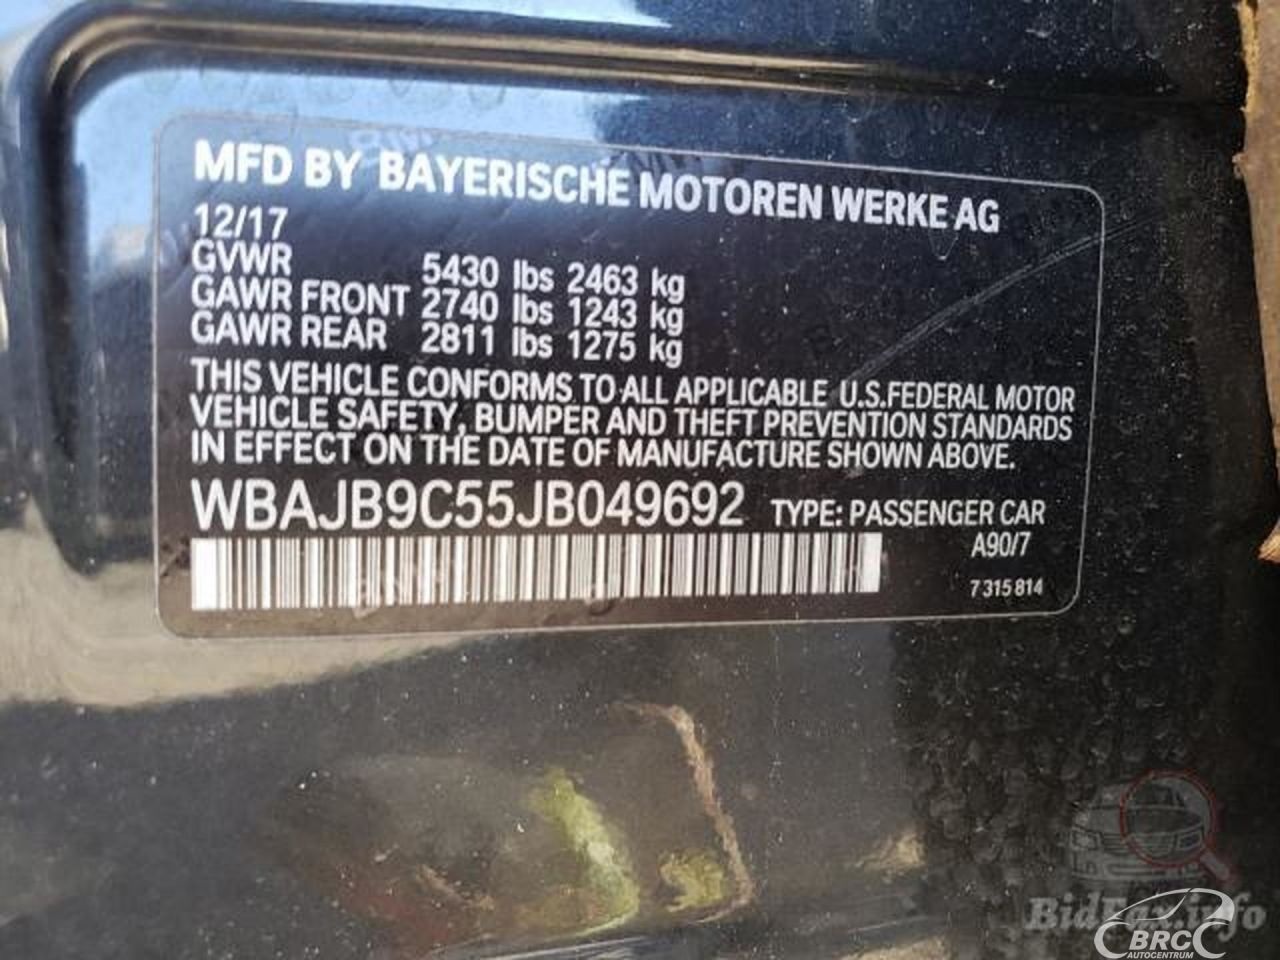 MFD BY BAYERISCHE MOTOREN WERKE AG
12/17
GVWR 5430 lbs 2463 kg
GAWR FRONT 2740 lbs 1243 kg
GAWR REAR 2811 lbs 1275 kg
THIS VEHICLE CONFORMS TO ALL APPLICABLE U.S.FEDERAL MOTOR
VEHICLE SAFETY, BUMPER AND THEFT PREVENTION STANDARDS
IN EFFECT ON THE DATE OF MANUFACTURE SHOWN ABOVE.
WBAJB9C55JB049692 TYPE: PASSENGER CAR
A90/7
7 315 814
BidFax.info
BRC
AUTOCENTRUM